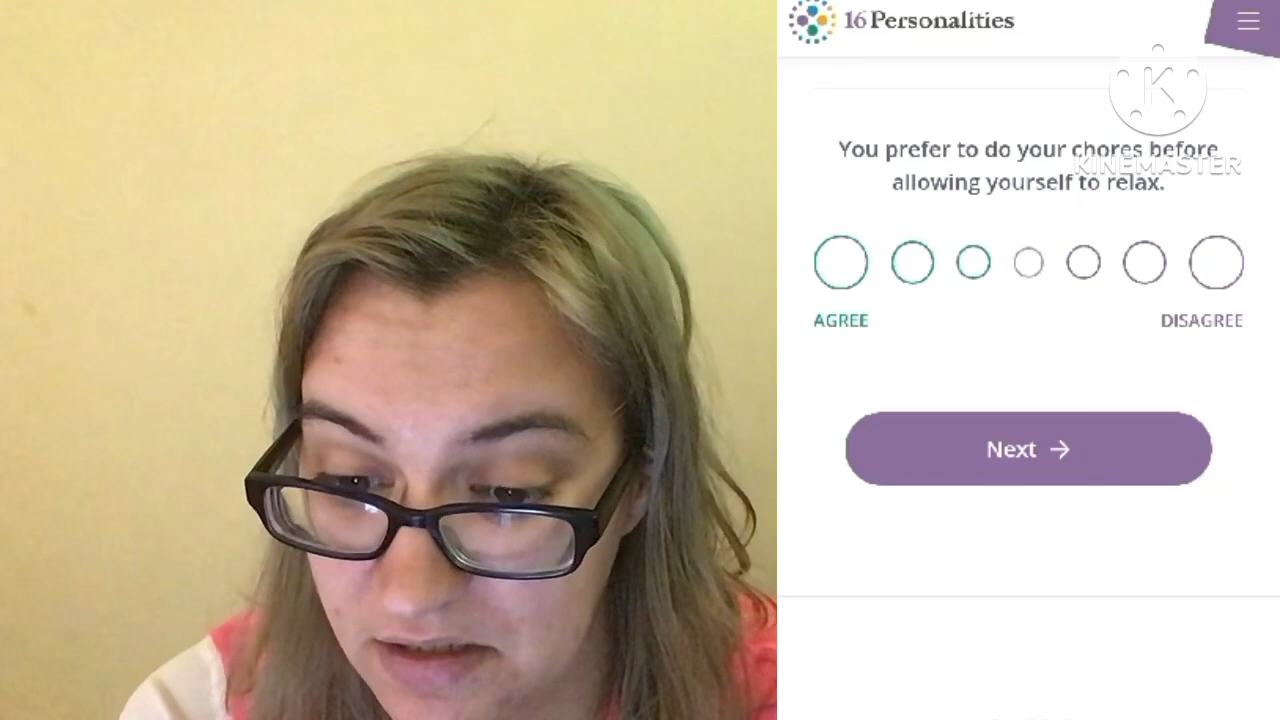 16Personalities
KINEMASTER
You prefer to do your chores before
allowing yourself to relax.
AGREE
DISAGREE
Next →